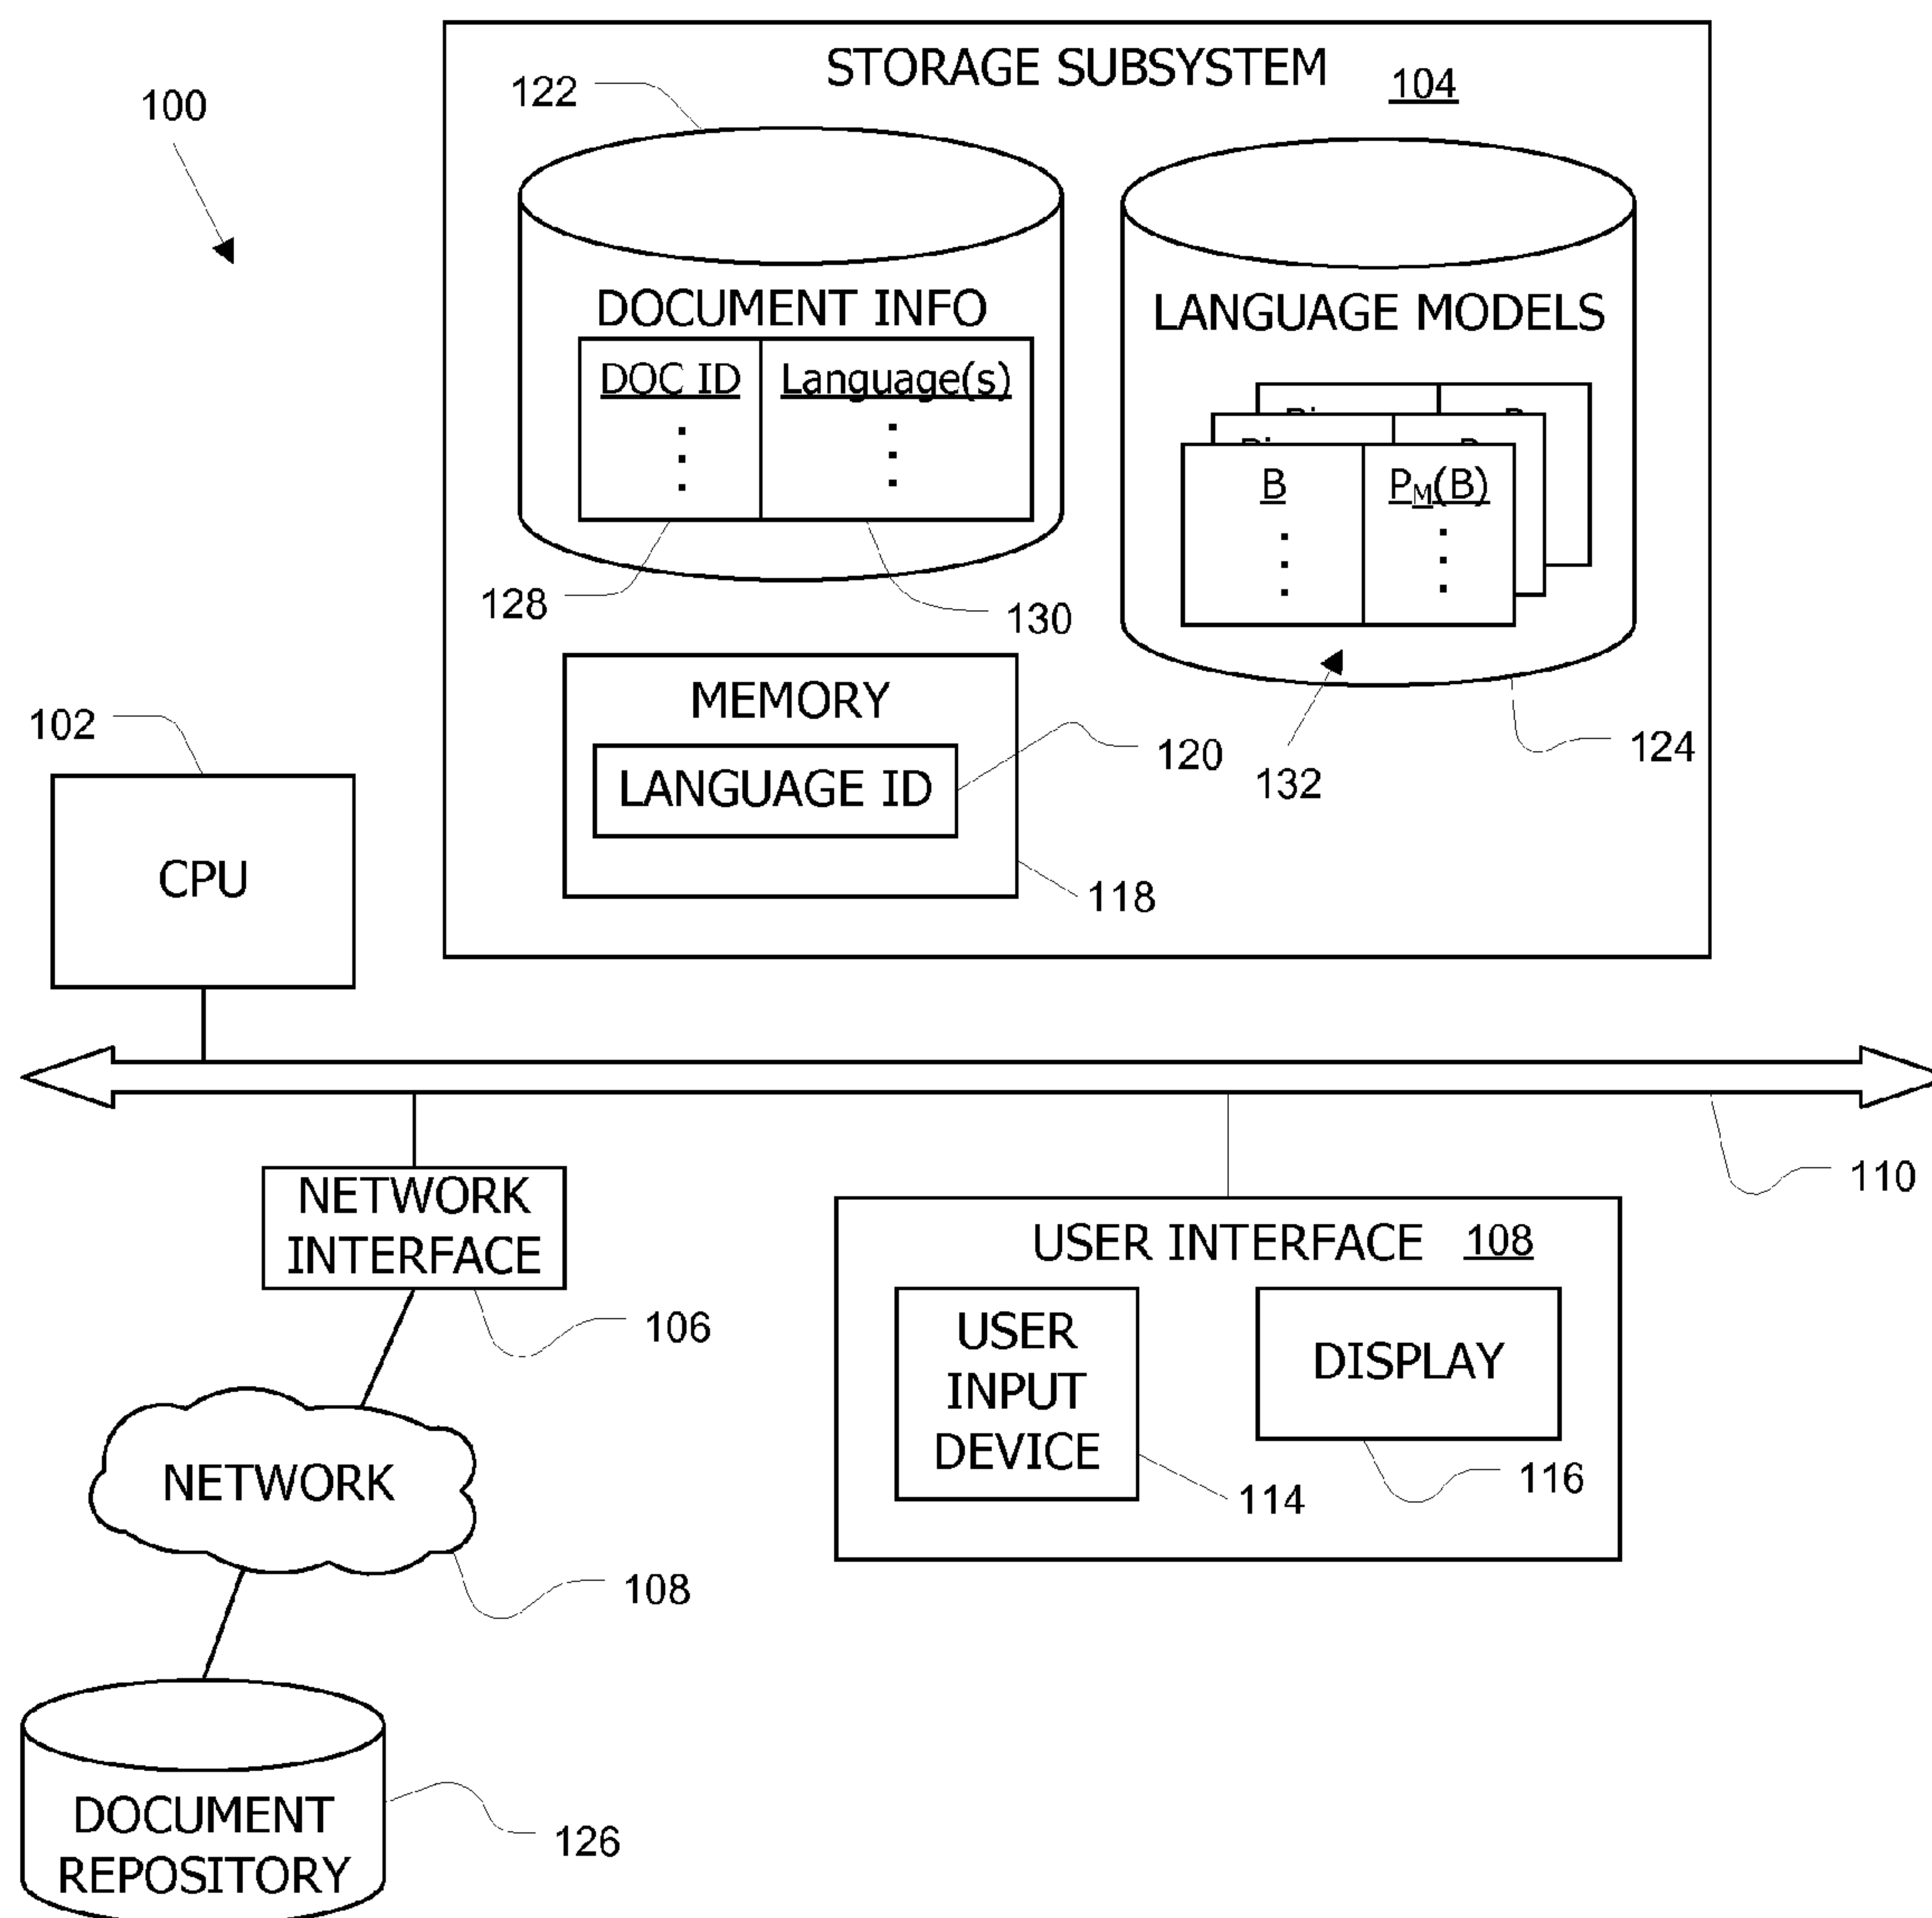 100
STORAGE SUBSYSTEM 104
122
DOCUMENT INFO
DOC ID Language(s)
128
130
LANGUAGE MODELS
B PM(B)
132
124
MEMORY
LANGUAGE ID
120
118
102
CPU
110
NETWORK
INTERFACE
106
USER INTERFACE 108
USER
INPUT
DEVICE
114
DISPLAY
116
NETWORK
108
DOCUMENT
REPOSITORY
126